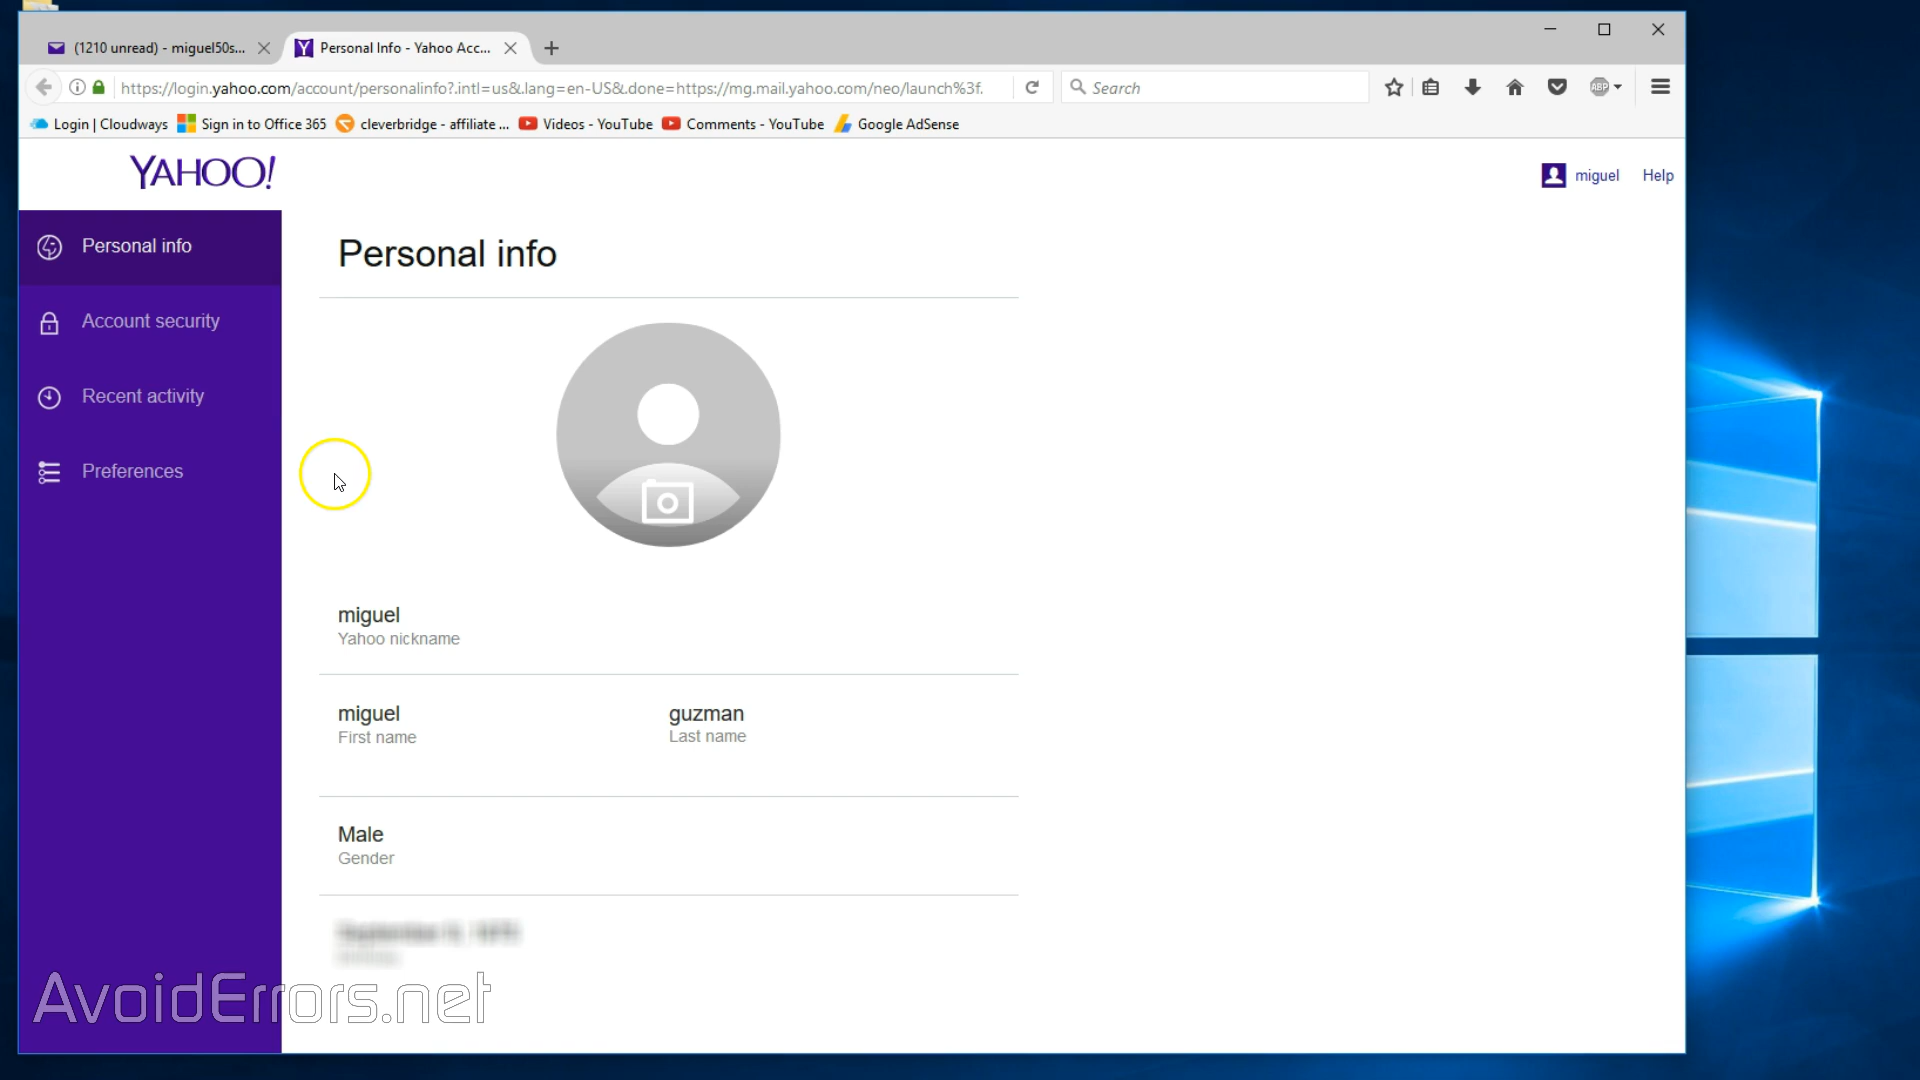 (1210 unread) - miguel50s...
Personal Info - Yahoo Acc...
https://login.yahoo.com/account/personalinfo?.intl=us&.lang=en-US&.done=https://mg.mail.yahoo.com/neo/launch%3f.
Search
ABP
Login | Cloudways
Sign in to Office 365
cleverbridge - affiliate ...
Videos - YouTube
Comments - YouTube
Google AdSense
YAHOO!
miguel
Help
Personal info
Account security
Recent activity
Preferences
Personal info
miguel
Yahoo nickname
miguel
First name
guzman
Last name
Male
Gender
AvoidErrors.net